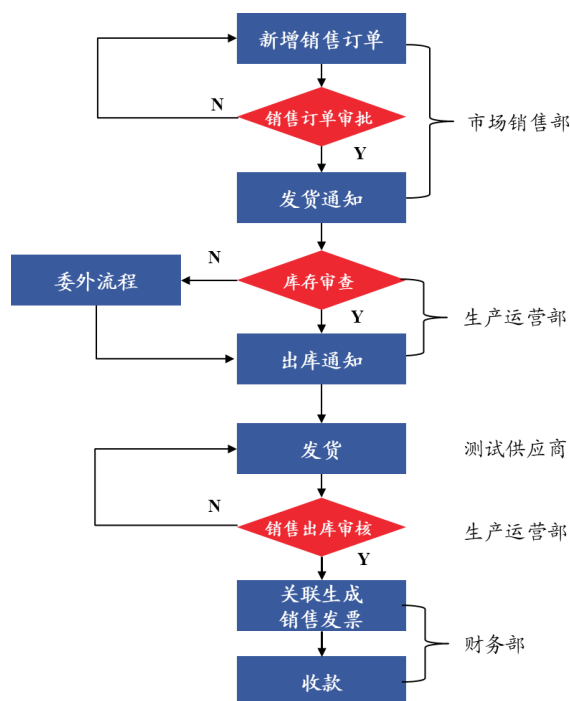 新增销售订单
N
销售订单审批
市场销售部
Y
发货通知
N
委外流程
库存审查
Y
生产运营部
出库通知
发货
测试供应商
N
销售出库审核
生产运营部
Y
关联生成
销售发票
财务部
收款